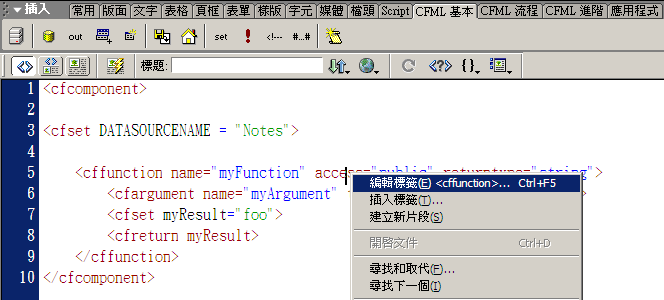 插入 常用 版面 文字 表格 頁框 表單 樣版 字元 媒體 檔頭 Script CFML 基本 CFML 流程 CFML 進階 應用程式
out set ! <!-- #...#
標題: <?> {}
1 <cfcomponent>
2
3 <cfset DATASOURCENAME = "Notes">
4
5 <cffunction name="myFunction" access="public" returntype="string">
6 <cfargument name="myArgument" >
7 <cfset myResult="foo">
8 <cfreturn myResult>
9 </cffunction>
10 </cfcomponent>
編輯標籤(E) <cffunction>... Ctrl+F5
插入標籤(T)...
建立新片段(S)
開啓文件 Ctrl+D
尋找和取代(F)...
尋找下一個(I)